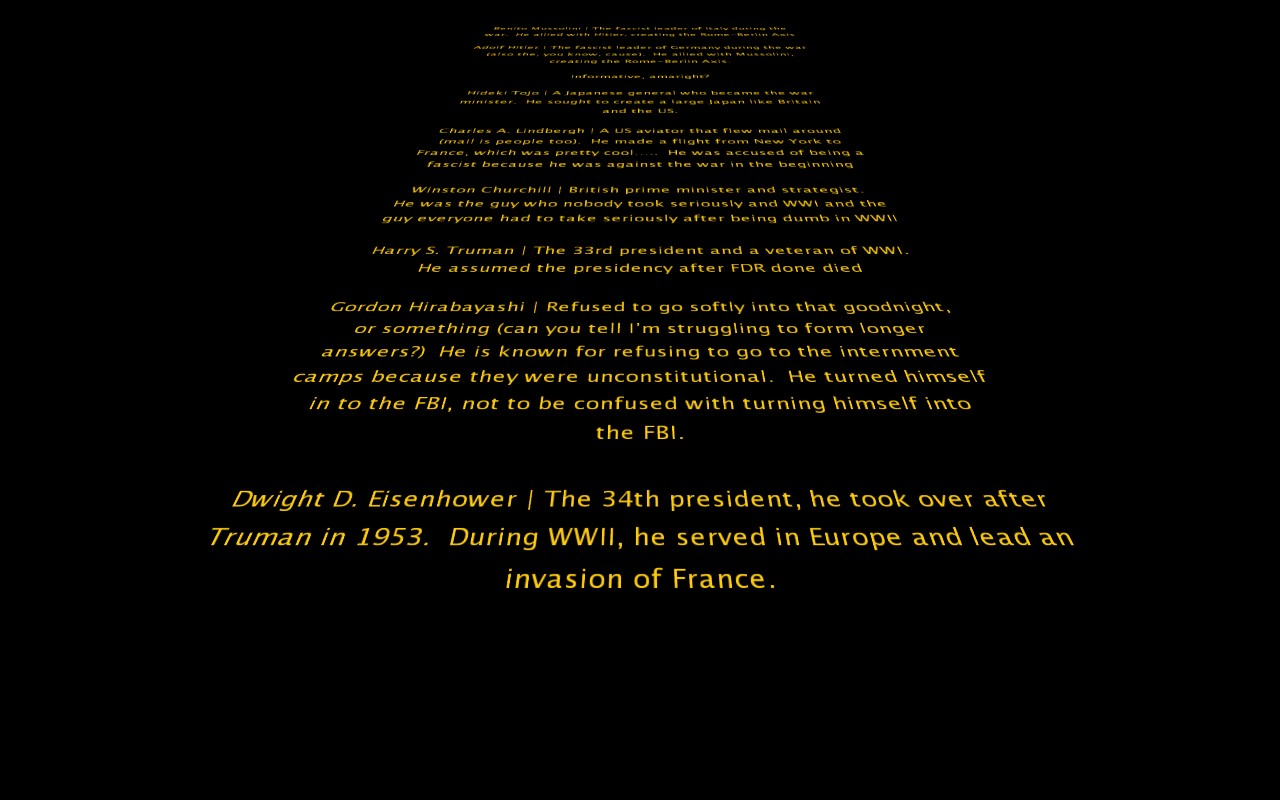 Benito Mussolini | The fascist leader of Italy during the
war.  He allied with Hitler, creating the Rome-Berlin Axis
Adolf Hitler | The fascist leader of Germany during the war
(also the, you know, cause).  He allied with Mussolini,
creating the Rome-Berlin Axis.
Informative, amaright?
Hideki Tojo | A Japanese general who became the war
minister.  He sought to create a large Japan like Britain
and the US.
Charles A. Lindbergh | A US aviator that flew mail around
(mail is people too).  He made a flight from New York to
France, which was pretty cool.....  He was accused of being a
fascist because he was against the war in the beginning
Winston Churchill | British prime minister and strategist.
He was the guy who nobody took seriously and WWI and the
guy everyone had to take seriously after being dumb in WWII
Harry S. Truman | The 33rd president and a veteran of WWI.
He assumed the presidency after FDR done died
Gordon Hirabayashi | Refused to go softly into that goodnight,
or something (can you tell I'm struggling to form longer
answers?)  He is known for refusing to go to the internment
camps because they were unconstitutional.  He turned himself
in to the FBI, not to be confused with turning himself into
the FBI.
Dwight D. Eisenhower | The 34th president, he took over after
Truman in 1953.  During WWII, he served in Europe and lead an
invasion of France.